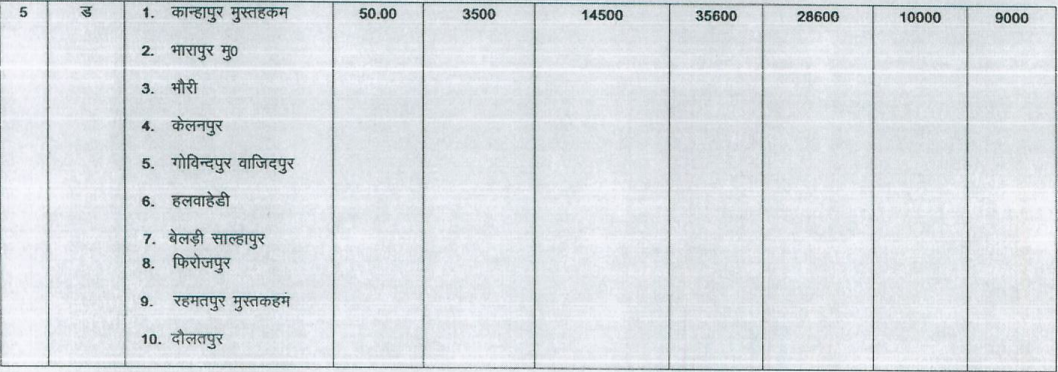 5 ड 1. कान्हापुर मुस्तहकम 50.00 3500 14500 35600 28600 10000 9000
2. भारापुर मु0
3. भौरी
4. केलनपुर
5. गोविन्दपुर वाजिदपुर
6. हलवाहेडी
7. बेलड़ी साल्हापुर
8. फिरोजपुर
9. रहमतपुर मुस्तकहम
10. दौलतपुर